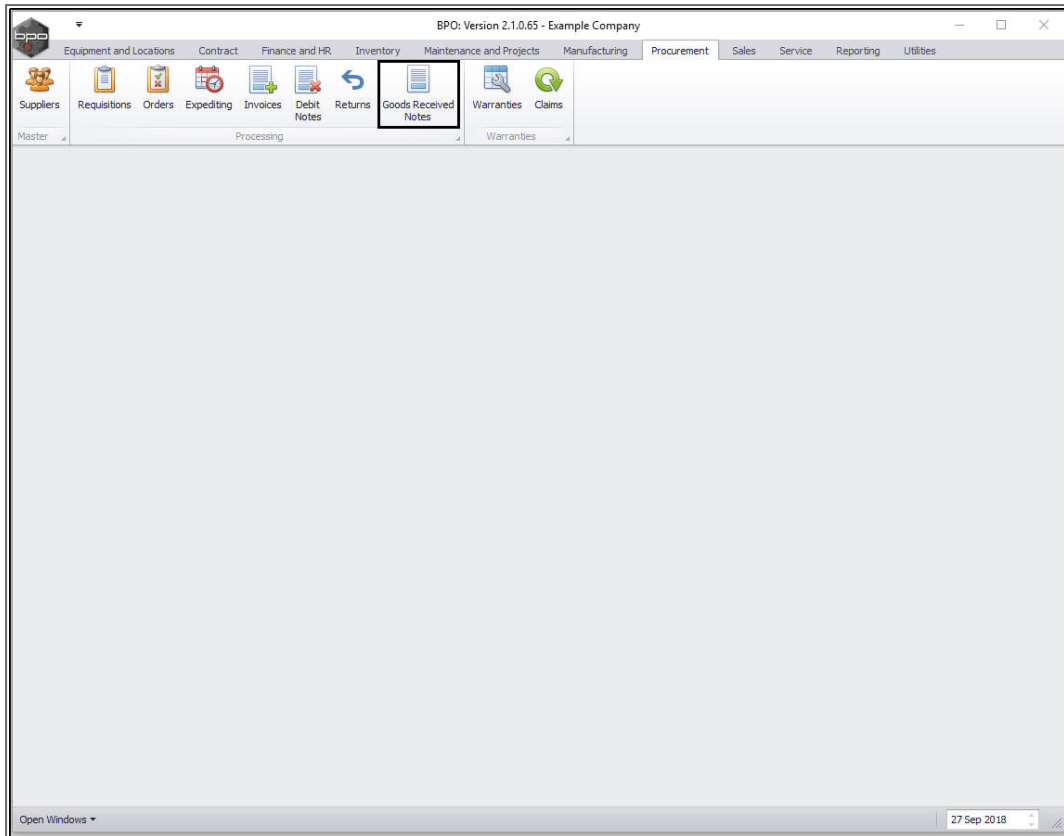 BPO: Version 2.1.0.65 - Example Company
bpo
Equipment and Locations Contract Finance and HR Inventory Maintenance and Projects Manufacturing Procurement Sales Service Reporting Utilities
Suppliers Requisitions Orders Expediting Invoices Debit Notes Returns Goods Received Notes Warranties Claims
Master Processing Warranties
Open Windows 27 Sep 2018